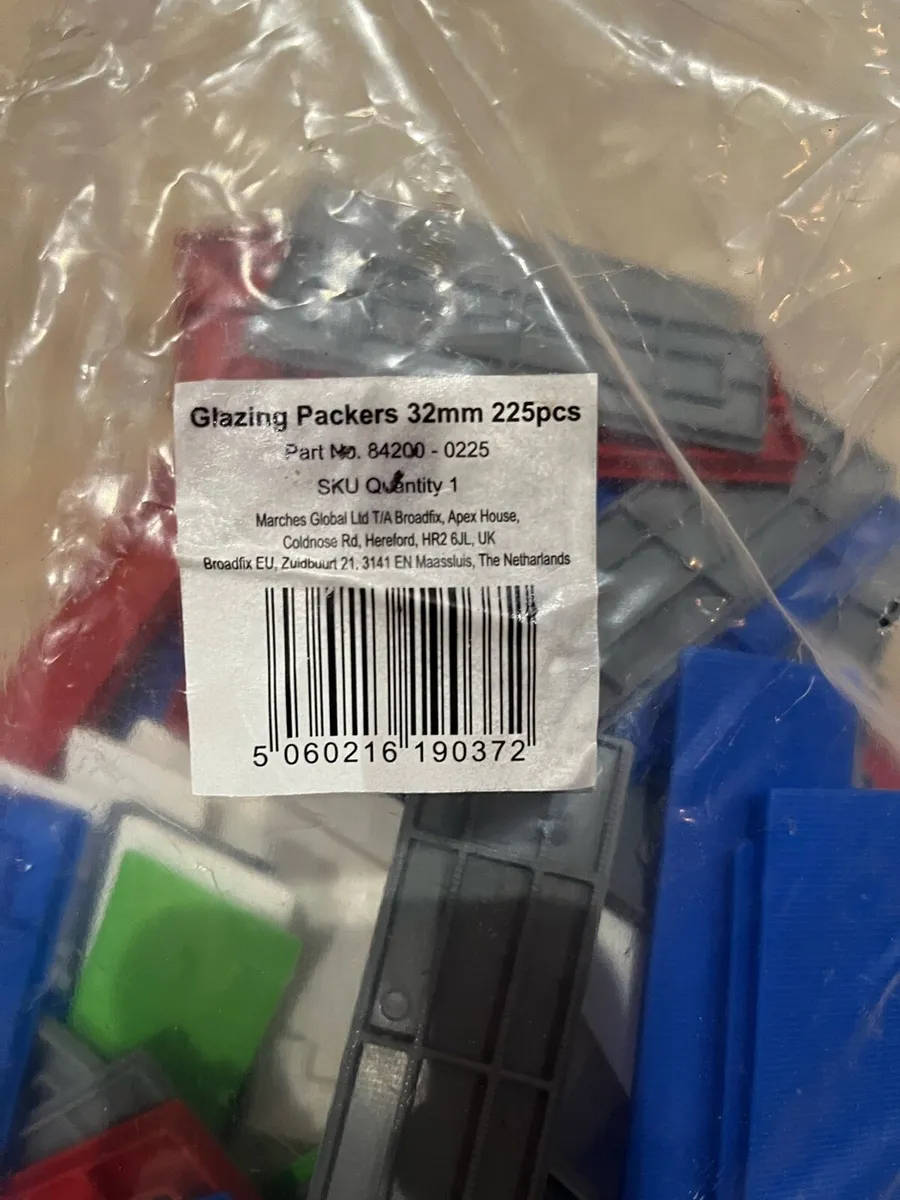 Glazing Packers 32mm 225pcs
Part No. 84200 - 0225
SKU Quantity 1
Marches Global Ltd T/A Broadfix, Apex House,
Coldnose Rd, Hereford, HR2 6JL, UK
Broadfix EU, Zuidbuurt 21, 3141 EN Maassluis, The Netharlands
5 060216 190372